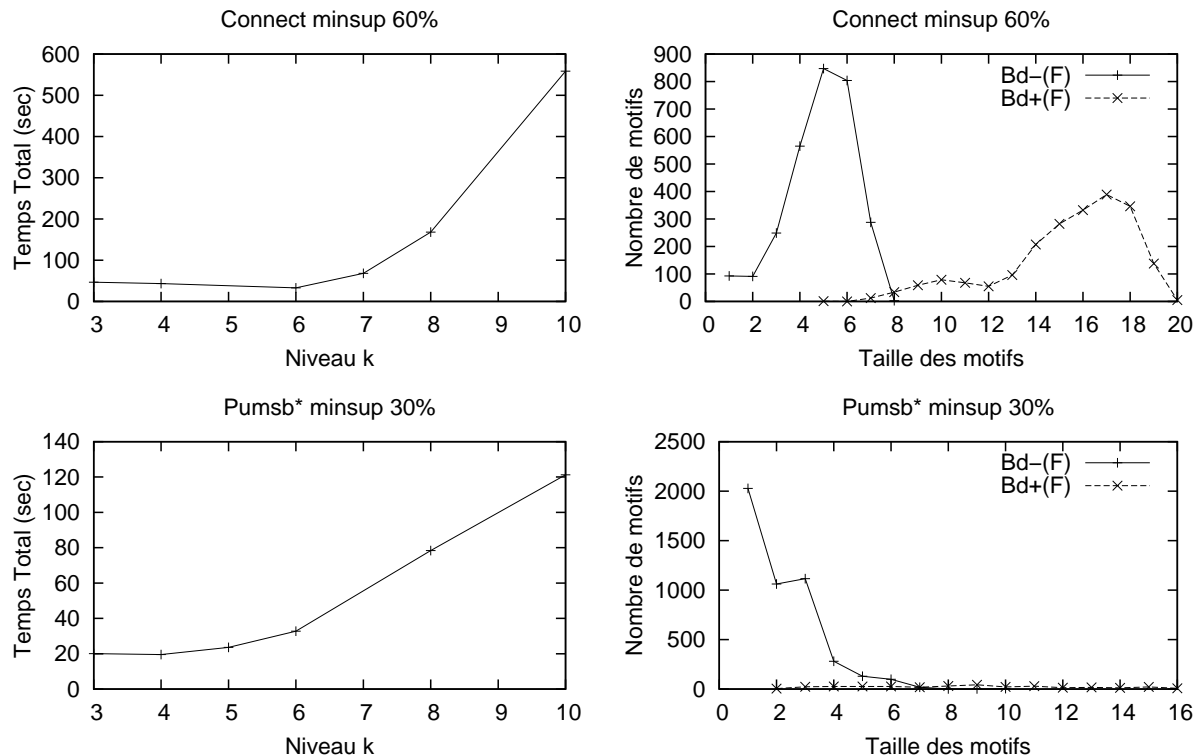 Connect minsup 60%
Temps Total (sec)
600
500
400
300
200
100
0
3 4 5 6 7 8 9 10
Niveau k
Connect minsup 60%
Nombre de motifs
900
800
700
600
500
400
300
200
100
0
0 2 4 6 8 10 12 14 16 18 20
Taille des motifs
Bd−(F)
Bd+(F)
Pumsb* minsup 30%
Temps Total (sec)
140
120
100
80
60
40
20
0
3 4 5 6 7 8 9 10
Niveau k
Pumsb* minsup 30%
Nombre de motifs
2500
2000
1500
1000
500
0
0 2 4 6 8 10 12 14 16
Taille des motifs
Bd−(F)
Bd+(F)